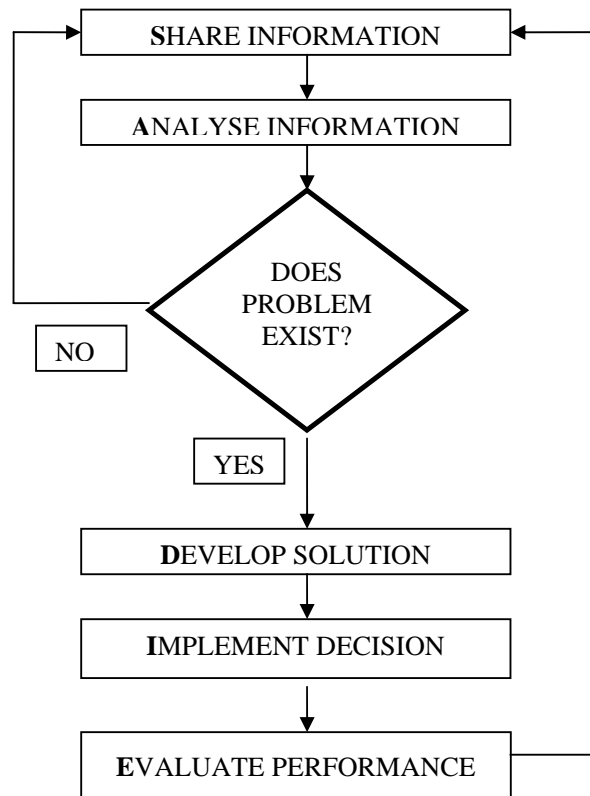 SHARE INFORMATION
ANALYSE INFORMATION
DOES
PROBLEM
EXIST?
NO
YES
DEVELOP SOLUTION
IMPLEMENT DECISION
EVALUATE PERFORMANCE